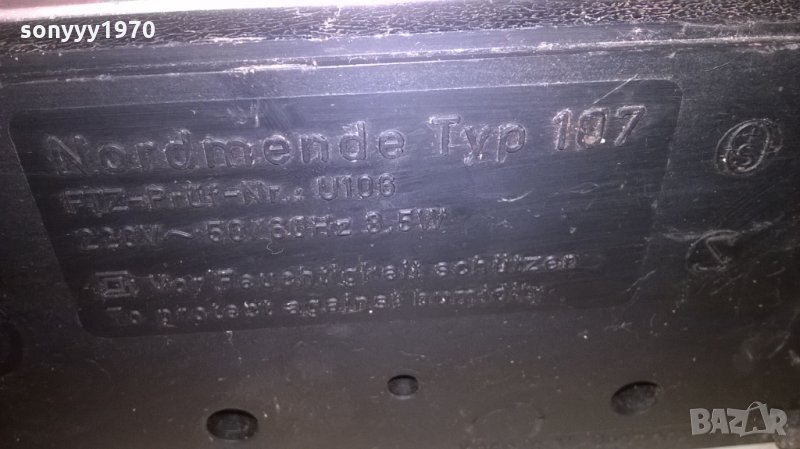 sonyyy1970
Nordmende Typ 107
FTZ-Prüf-Nr.: U106
220V ~ 50/60Hz 3,5W
Vor Feuchtigkeit schützen
To protect against humidity
S
BAZAR